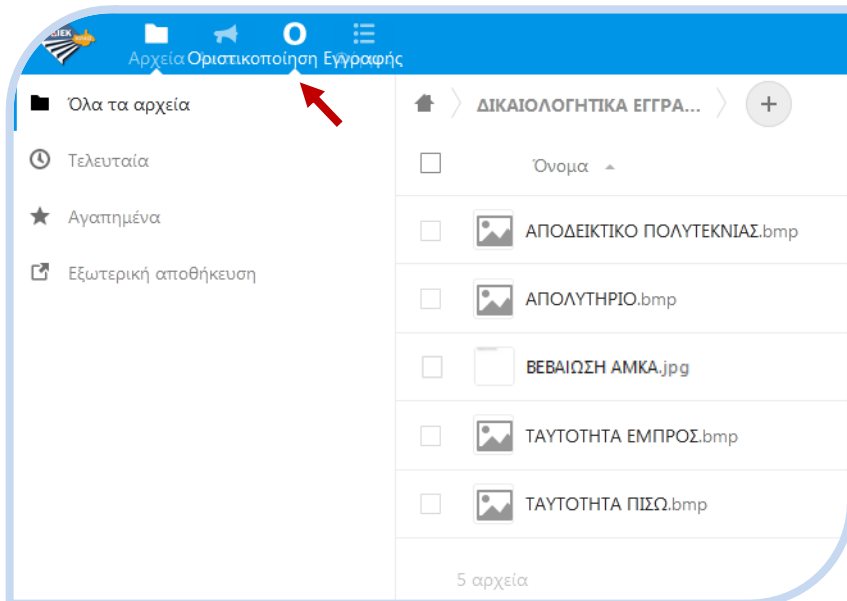 ΔΙΕΚ
O
Αρχεία Οριστικοποίηση Εγγραφής
Όλα τα αρχεία
ΔΙΚΑΙΟΛΟΓΗΤΙΚΑ ΕΓΓΡΑ... +
Τελευταία
Όνομα
Αγαπημένα
ΑΠΟΔΕΙΚΤΙΚΟ ΠΟΛΥΤΕΚΝΙΑΣ.bmp
Εξωτερική αποθήκευση
ΑΠΟΛΥΤΗΡΙΟ.bmp
ΒΕΒΑΙΩΣΗ ΑΜΚΑ.jpg
ΤΑΥΤΟΤΗΤΑ ΕΜΠΡΟΣ.bmp
ΤΑΥΤΟΤΗΤΑ ΠΙΣΩ.bmp
5 αρχεία